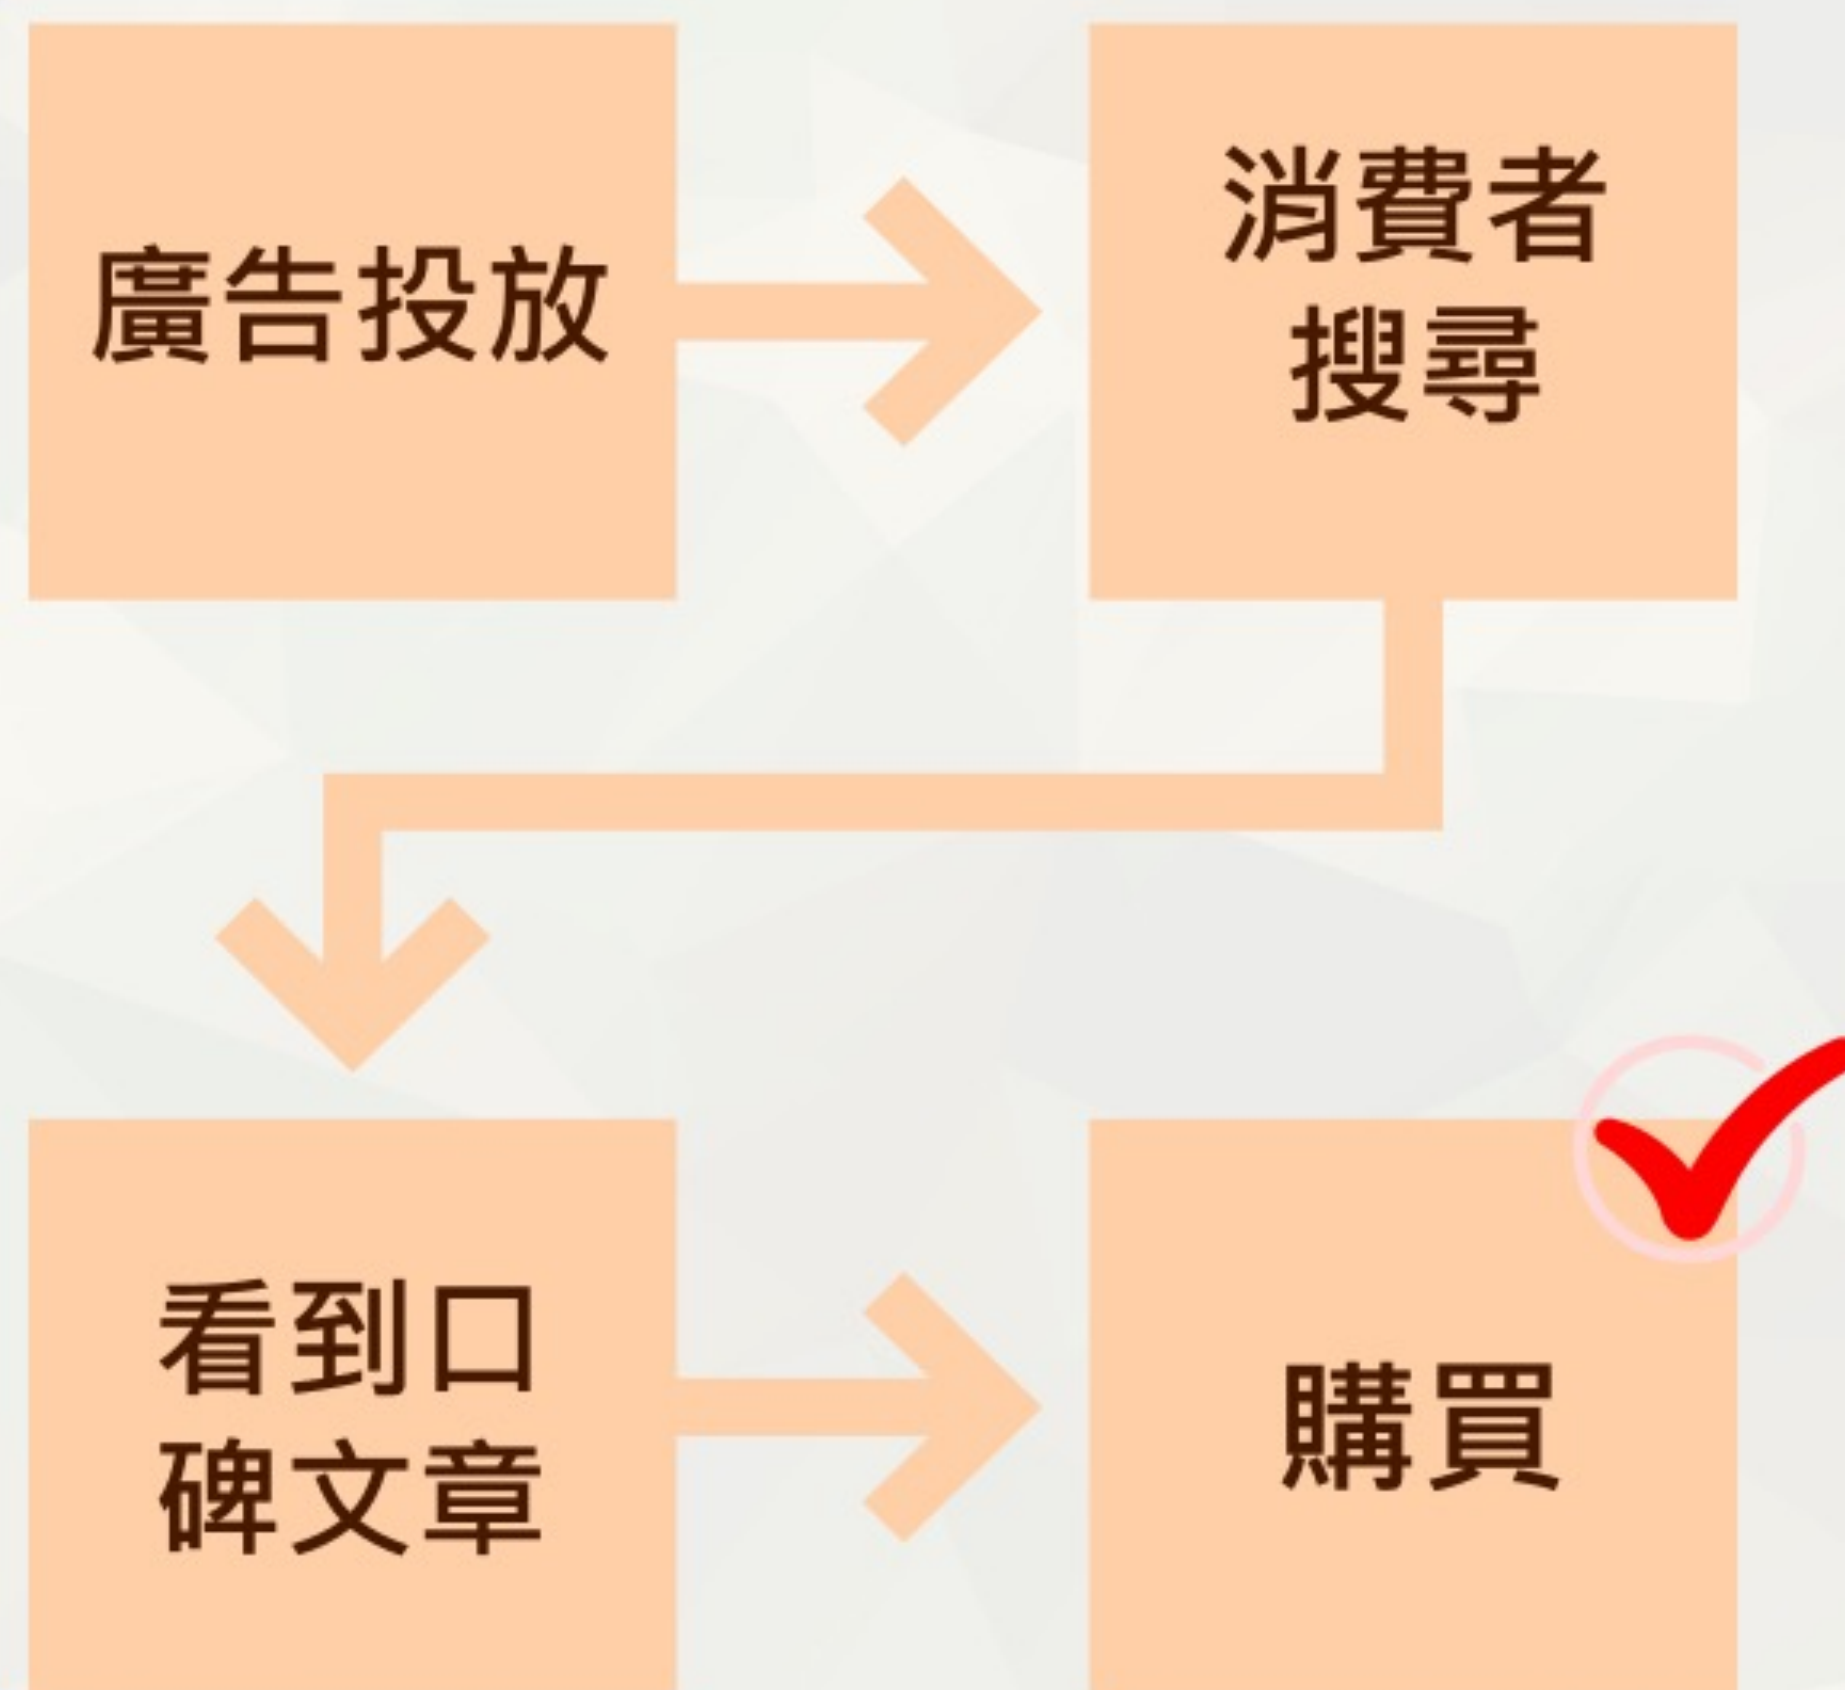 廣告投放
消費者
搜尋
看到口
碑文章
購買